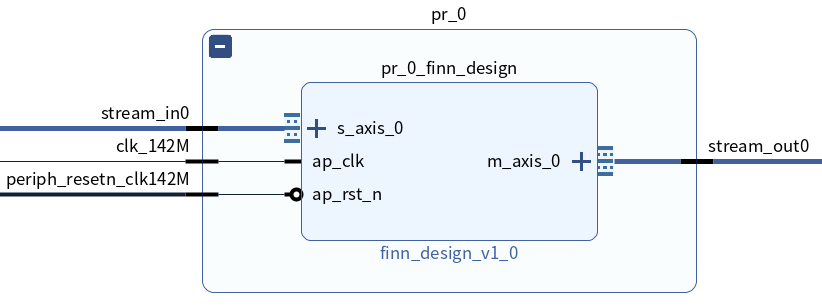 pr_0
pr_0_finn_design
stream_in0
s_axis_0
clk_142M
ap_clk
m_axis_0
stream_out0
periph_resetn_clk142M
ap_rst_n
finn_design_v1_0